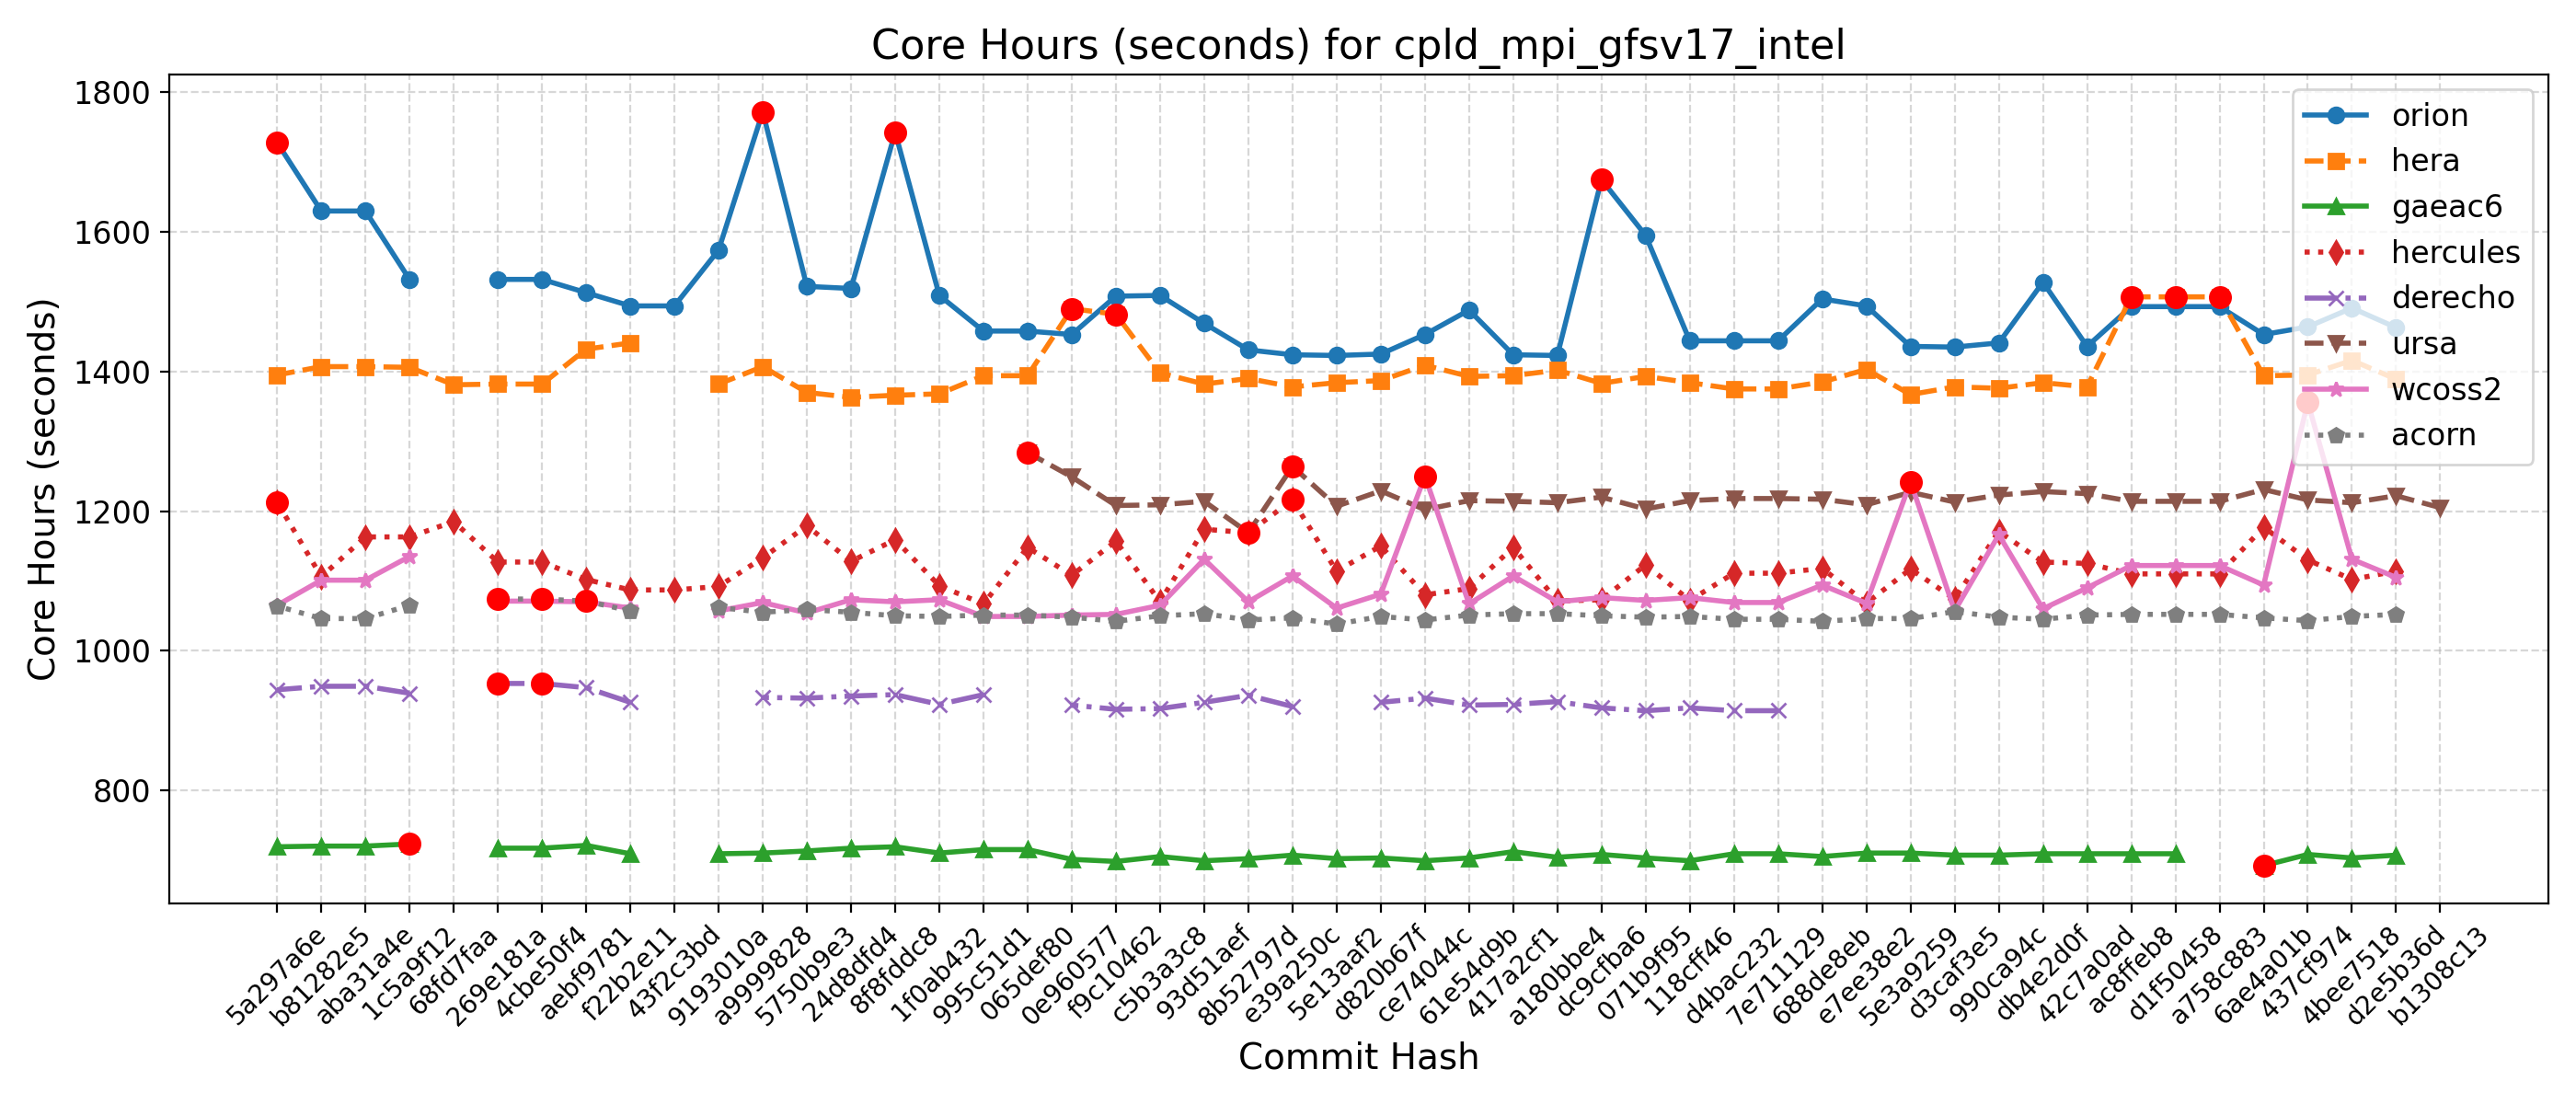 Core Hours (seconds) for cpld_mpi_gfsv17_intel
Core Hours (seconds)
1800
1600
1400
1200
1000
800
orion
hera
gaeac6
hercules
derecho
ursa
wcoss2
acorn
5a297a6e
b81282e5
aba31a4e
1c5a9f12
68fd7faa
269e181a
4cbe50f4
aebf9781
f22b2e11
43f2c3bd
9193010a
a9999828
5750b9e3
24d8dfd4
8f8fddc8
1f0ab432
995c51d1
065def80
0e960577
f9c10462
c5b3a3c8
93d51aef
8b52797d
e39a250c
5e13aaf2
d820b67f
ce74044c
61e54d9b
417a2cf1
a180bbe4
dc9cfba6
071b9f95
118cff46
d4bac232
7e711129
688de8eb
e7ee38e2
5e3a9259
d3caf3e5
990ca94c
db4e2d0f
42c7a0ad
ac8ffeb8
d1f50458
a758c883
6ae4a01b
437cf974
4bee7518
d2e5b36d
b1308c13
Commit Hash